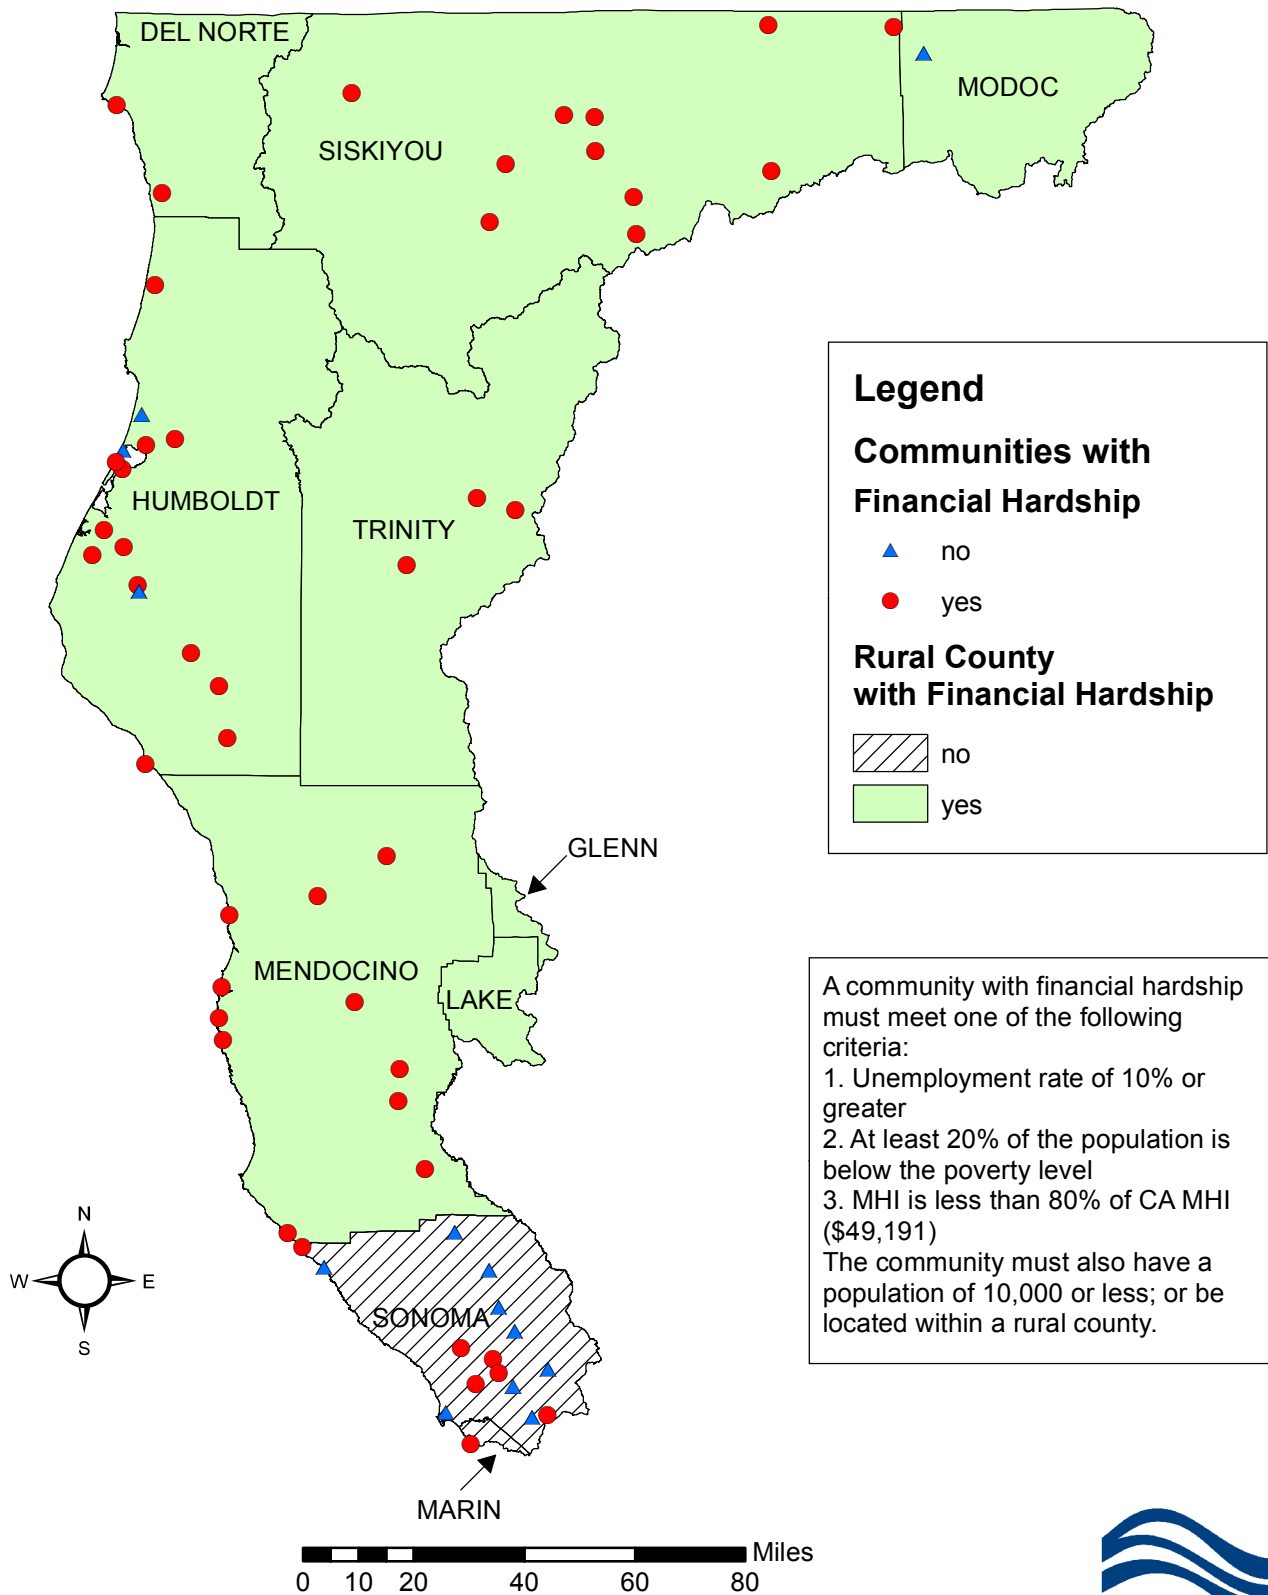 DEL NORTE
MODOC
SISKIYOU
HUMBOLDT
TRINITY
Legend
Communities with
Financial Hardship
no
yes
Rural County
with Financial Hardship
no
yes
GLENN
MENDOCINO
LAKE
A community with financial hardship
must meet one of the following
criteria:
1. Unemployment rate of 10% or
greater
2. At least 20% of the population is
below the poverty level
3. MHI is less than 80% of CA MHI
($49,191)
The community must also have a
population of 10,000 or less; or be
located within a rural county.
N
W E
S
SONOMA
MARIN
Miles
0 10 20 40 60 80